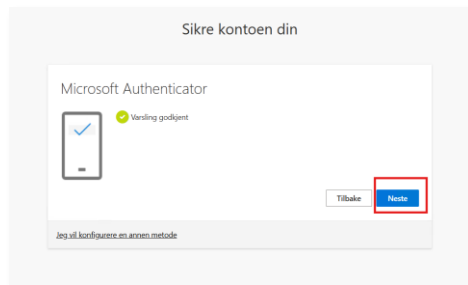 Sikre kontoen din
Microsoft Authenticator
Varsling godkjent
Tilbake
Neste
Jeg vil konfigurere en annen metode